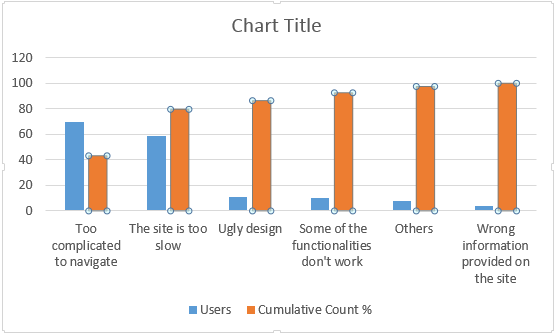 Chart Title
120
100
80
60
40
20
0
Too
complicated
to navigate
The site is too
slow
Ugly design
Some of the
functionalities
don't work
Others
Wrong
information
provided on
the site
Users
Cumulative Count %